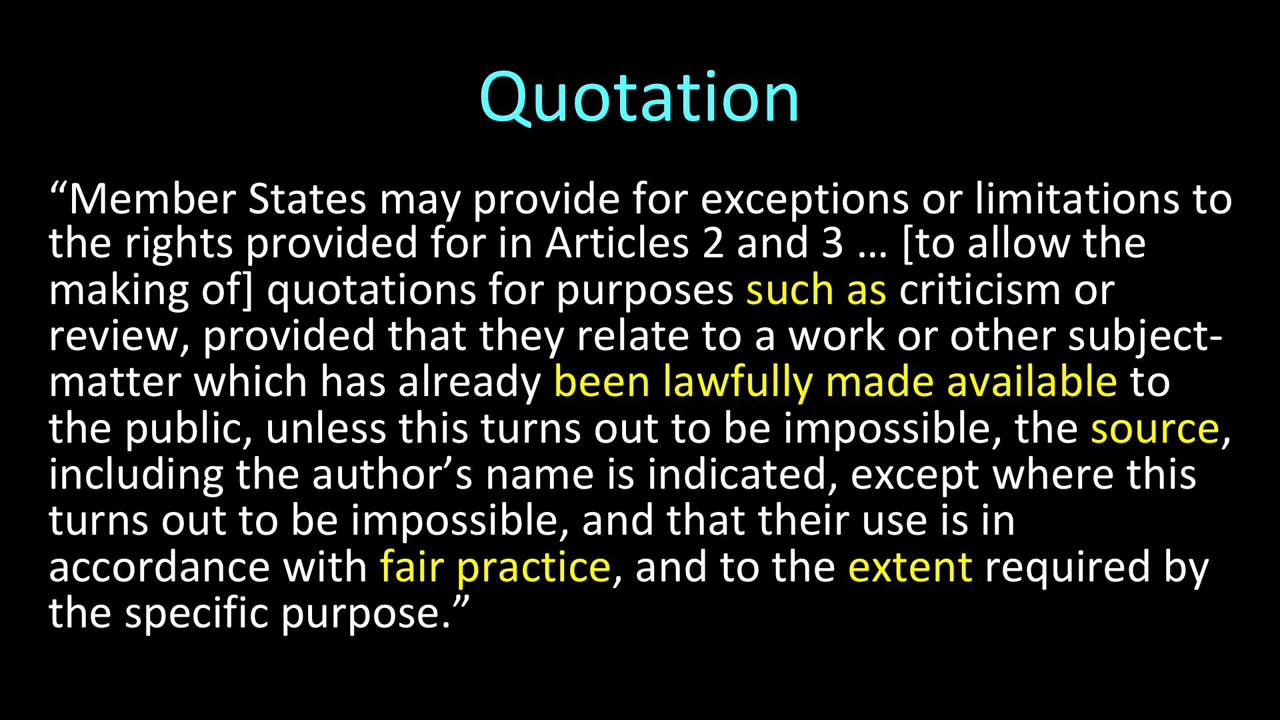 Quotation
“Member States may provide for exceptions or limitations to
the rights provided for in Articles 2 and 3 … [to allow the
making of] quotations for purposes such as criticism or
review, provided that they relate to a work or other subject-
matter which has already been lawfully made available to
the public, unless this turns out to be impossible, the source,
including the author’s name is indicated, except where this
turns out to be impossible, and that their use is in
accordance with fair practice, and to the extent required by
the specific purpose.”